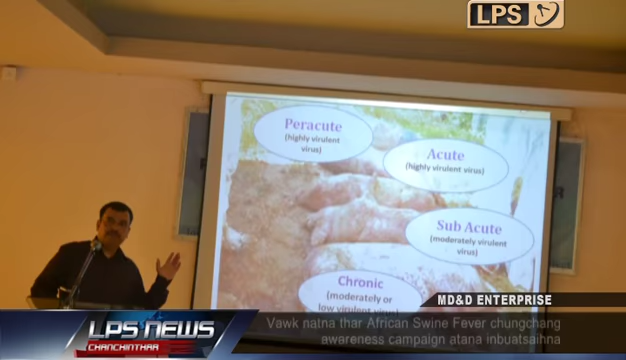 LPS
Peracute
(highly virulent
virus)
Acute
(highly virulent virus)
Sub Acute
(moderately virulent
virus)
Chronic
(moderately or
low virulent virus)
MD&D ENTERPRISE
LPS NEWS
CHANCHINTHAR
Vawk natna thar African Swine Fever chungchang
awareness campaign atana inbuatsaihna